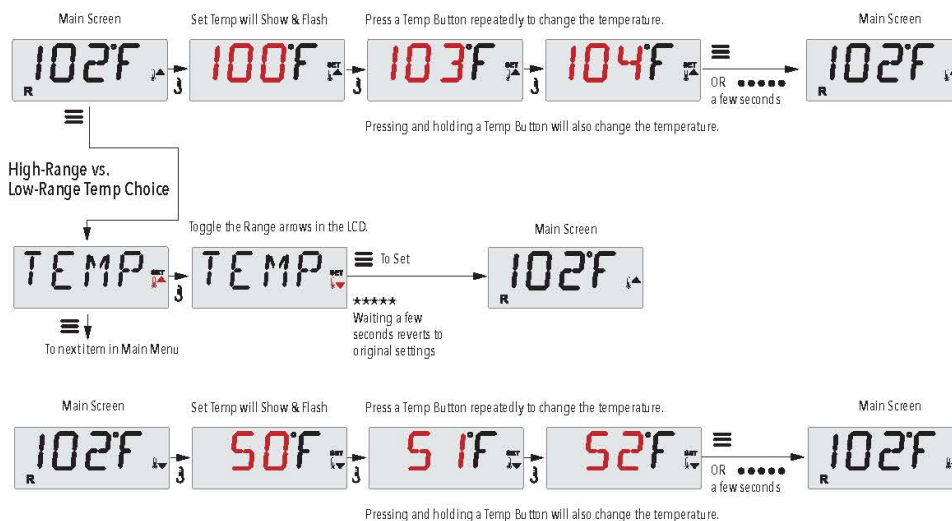 Main Screen
Set Temp will Show & Flash
Press a Temp Button repeatedly to change the temperature.
Main Screen
102°F
R
100°F SET
103°F SET
104°F SET
OR •••••
a few seconds
102°F
R
Pressing and holding a Temp Button will also change the temperature.
High-Range vs.
Low-Range Temp Choice
Toggle the Range arrows in the LCD.
Main Screen
TEMP SET
TEMP SET
To Set
*****
Waiting a few
seconds reverts to
original settings
102°F
R
To next item in Main Menu
Main Screen
Set Temp will Show & Flash
Press a Temp Button repeatedly to change the temperature.
Main Screen
102°F
R
50°F SET
51°F SET
52°F SET
OR •••••
a few seconds
102°F
R
Pressing and holding a Temp Button will also change the temperature.